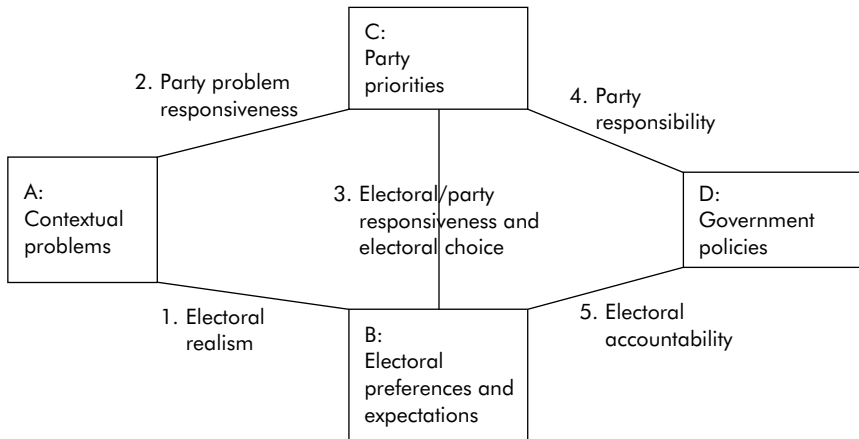 C:
Party
priorities
2. Party problem
responsiveness
4. Party
responsibility
A:
Contextual
problems
3. Electoral/party
responsiveness and
electoral choice
D:
Government
policies
1. Electoral
realism
B:
Electoral
preferences and
expectations
5. Electoral
accountability